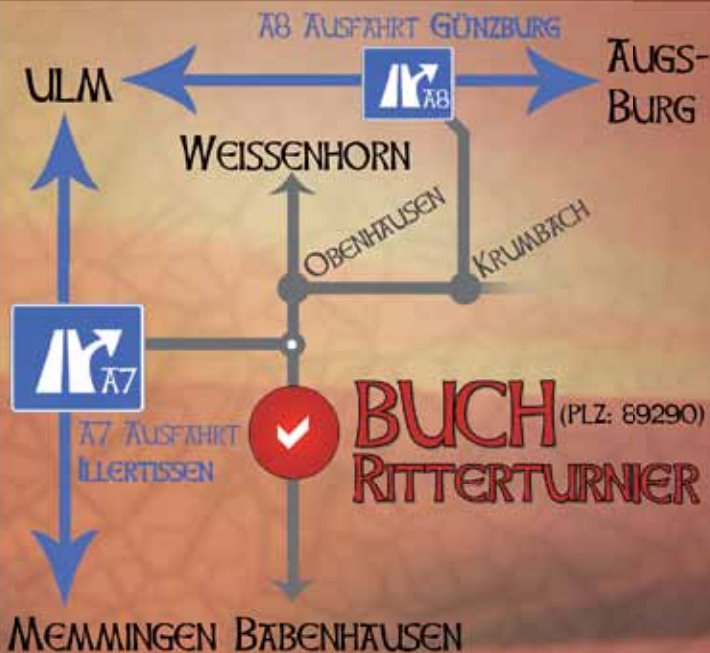 A8 Ausfahrt Günzburg
Ulm
A8
Augs-
Burg
Weissenhorn
Obenhausen
Krumbach
A7
A7 Ausfahrt
Illertissen
BUCH (PLZ: 89290)
Ritterturnier
Memmingen Babenhausen